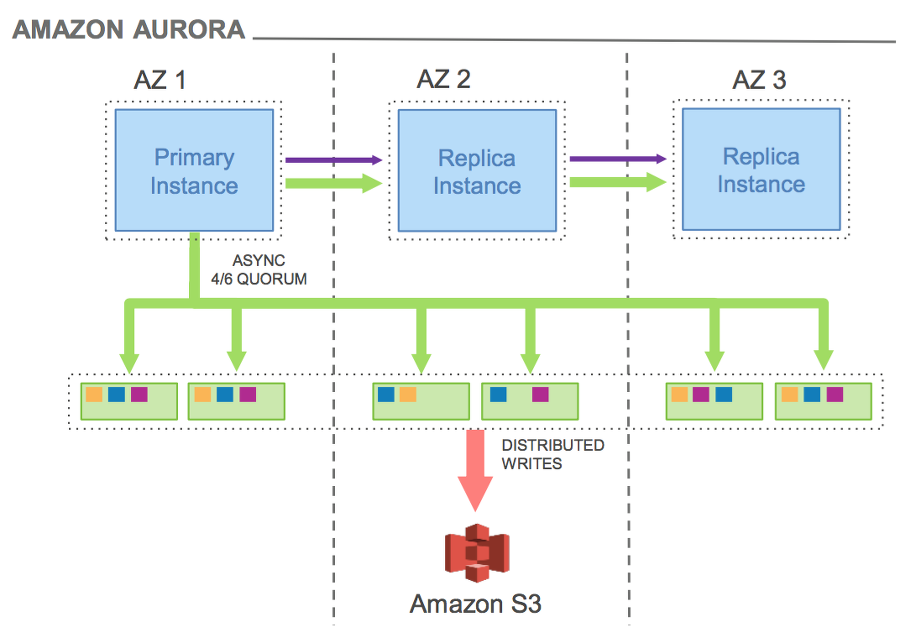 AMAZON AURORA
AZ 1
AZ 2
AZ 3
Primary
Instance
Replica
Instance
Replica
Instance
ASYNC
4/6 QUORUM
DISTRIBUTED
WRITES
Amazon S3